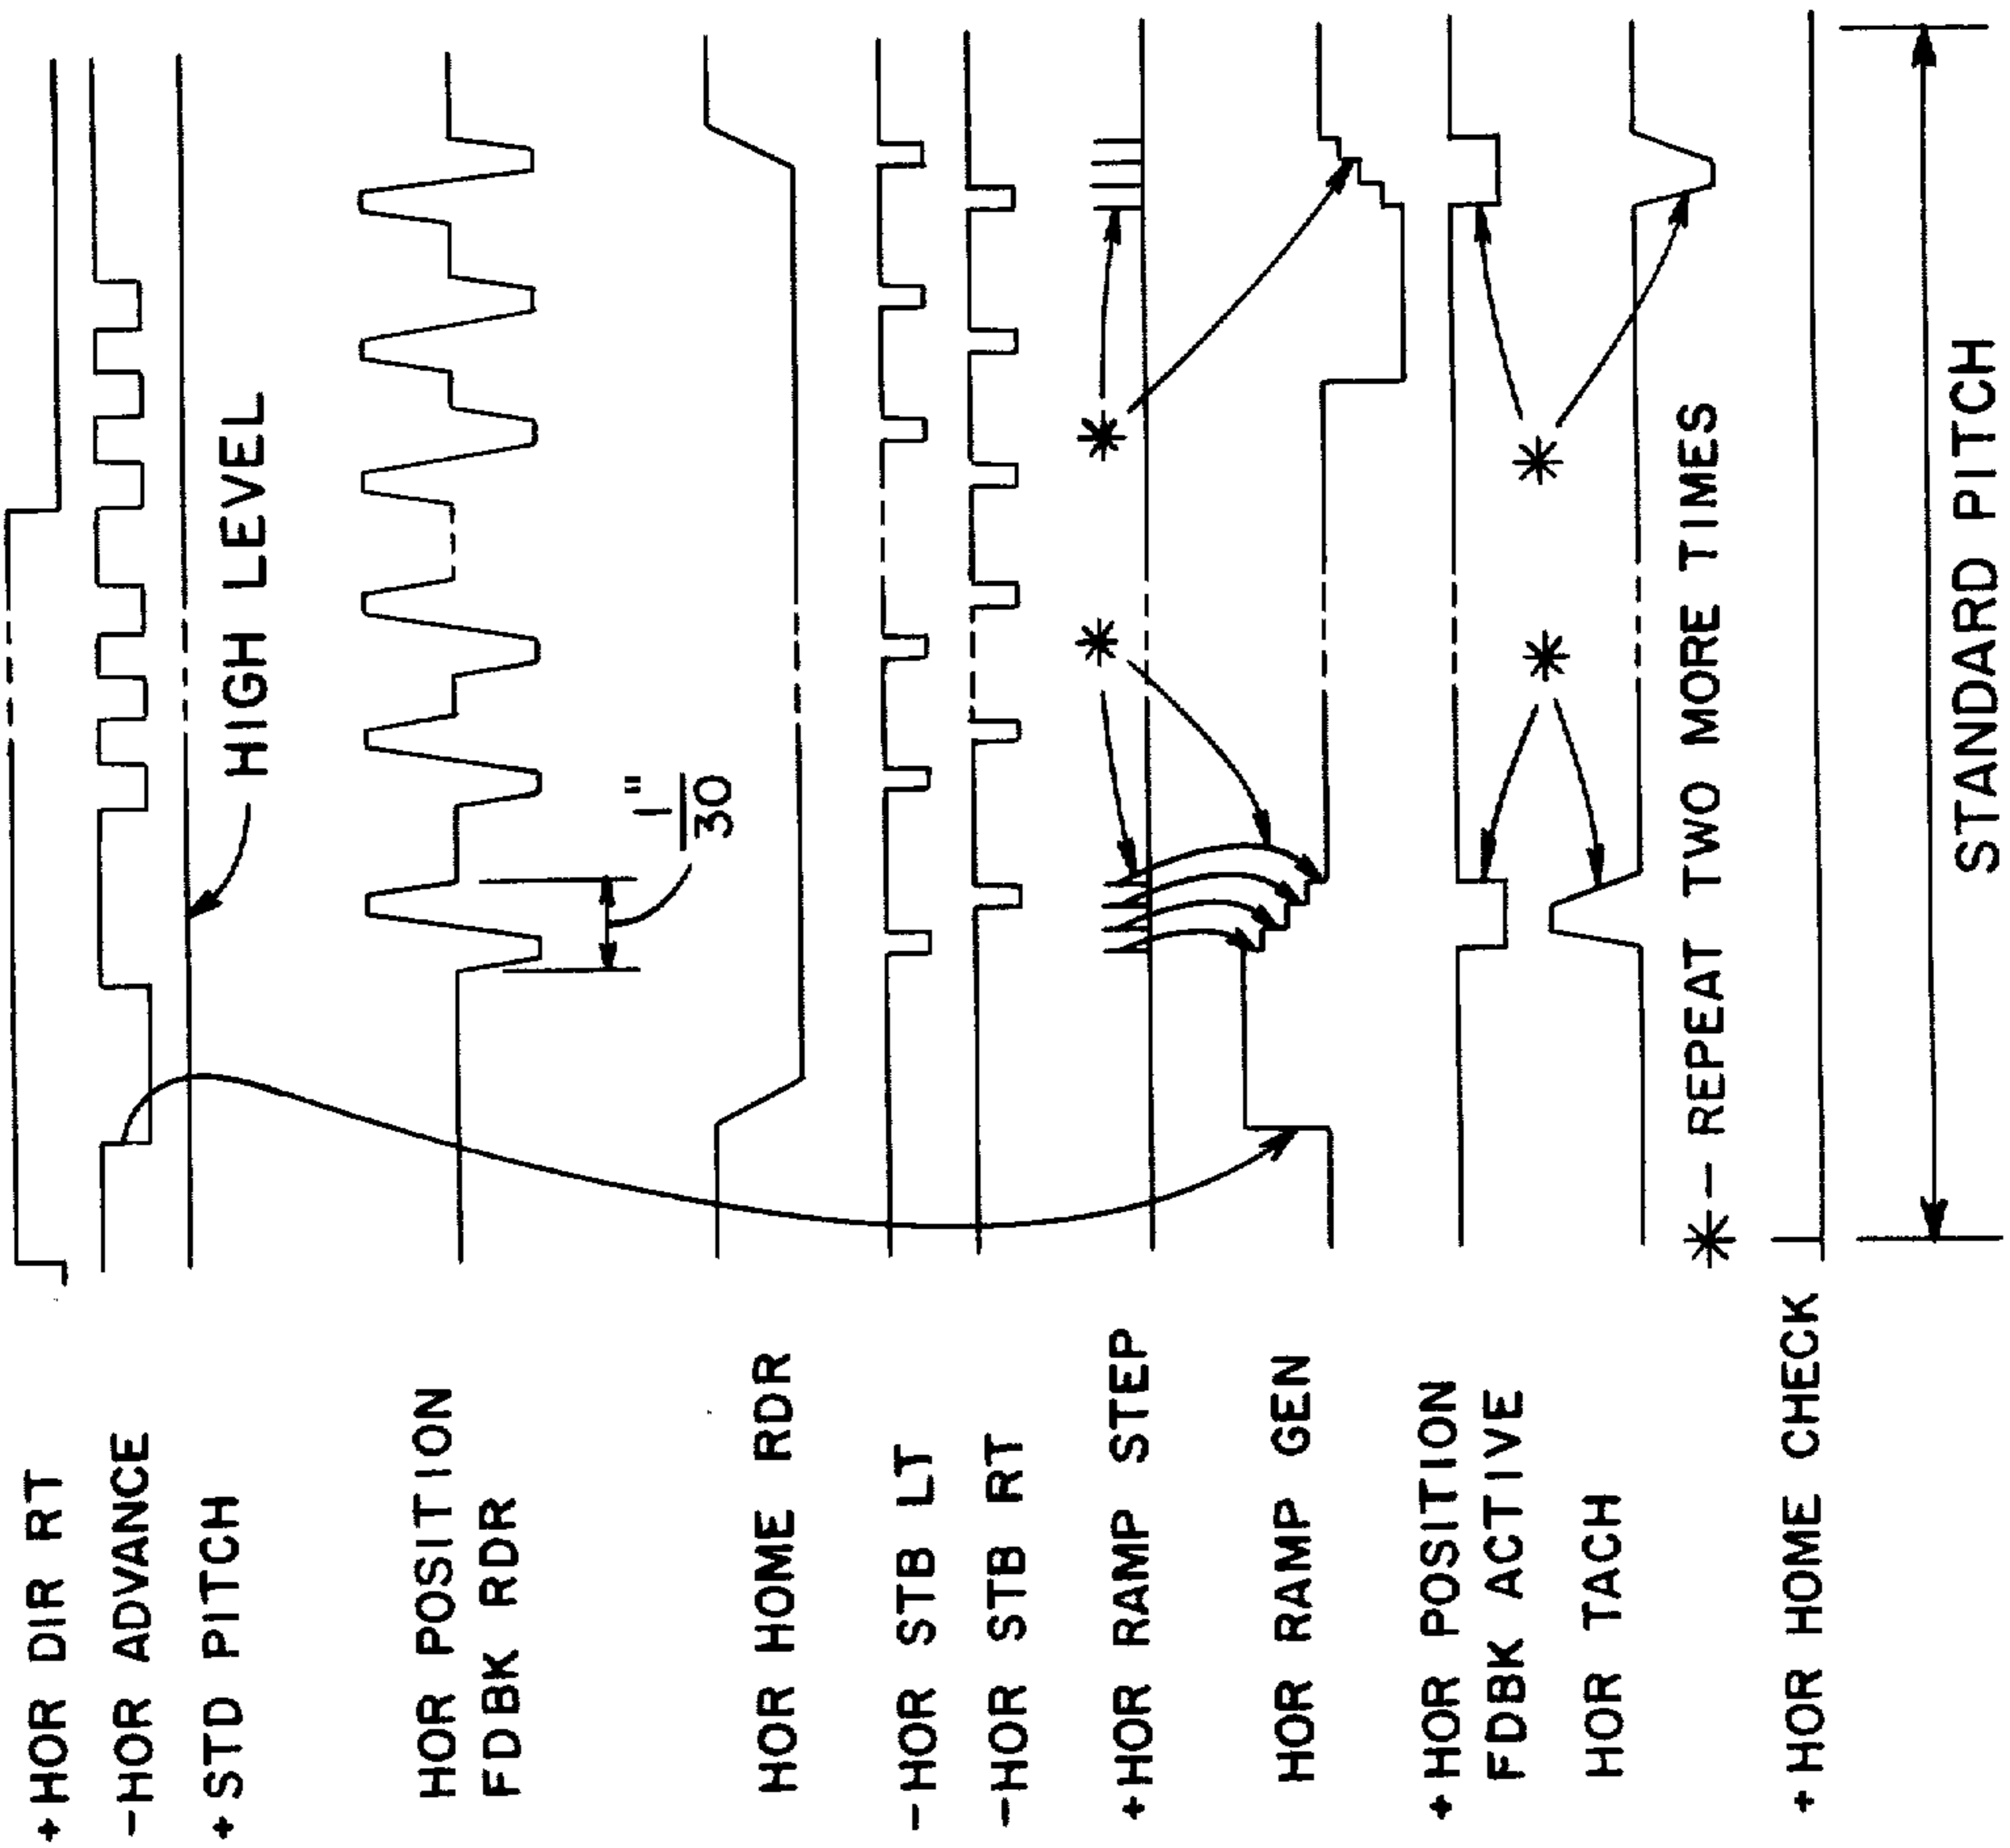 +HOR DIR RT
-HOR ADVANCE
+STD PITCH
HIGH LEVEL
HOR POSITION
FDBK RDR
1"
30
HOR HOME RDR
-HOR STB LT
-HOR STB RT
+HOR RAMP STEP
*
*
HOR RAMP GEN
+HOR POSITION
FDBK ACTIVE
*
*
HOR TACH
*-REPEAT TWO MORE TIMES
+HOR HOME CHECK
STANDARD PITCH